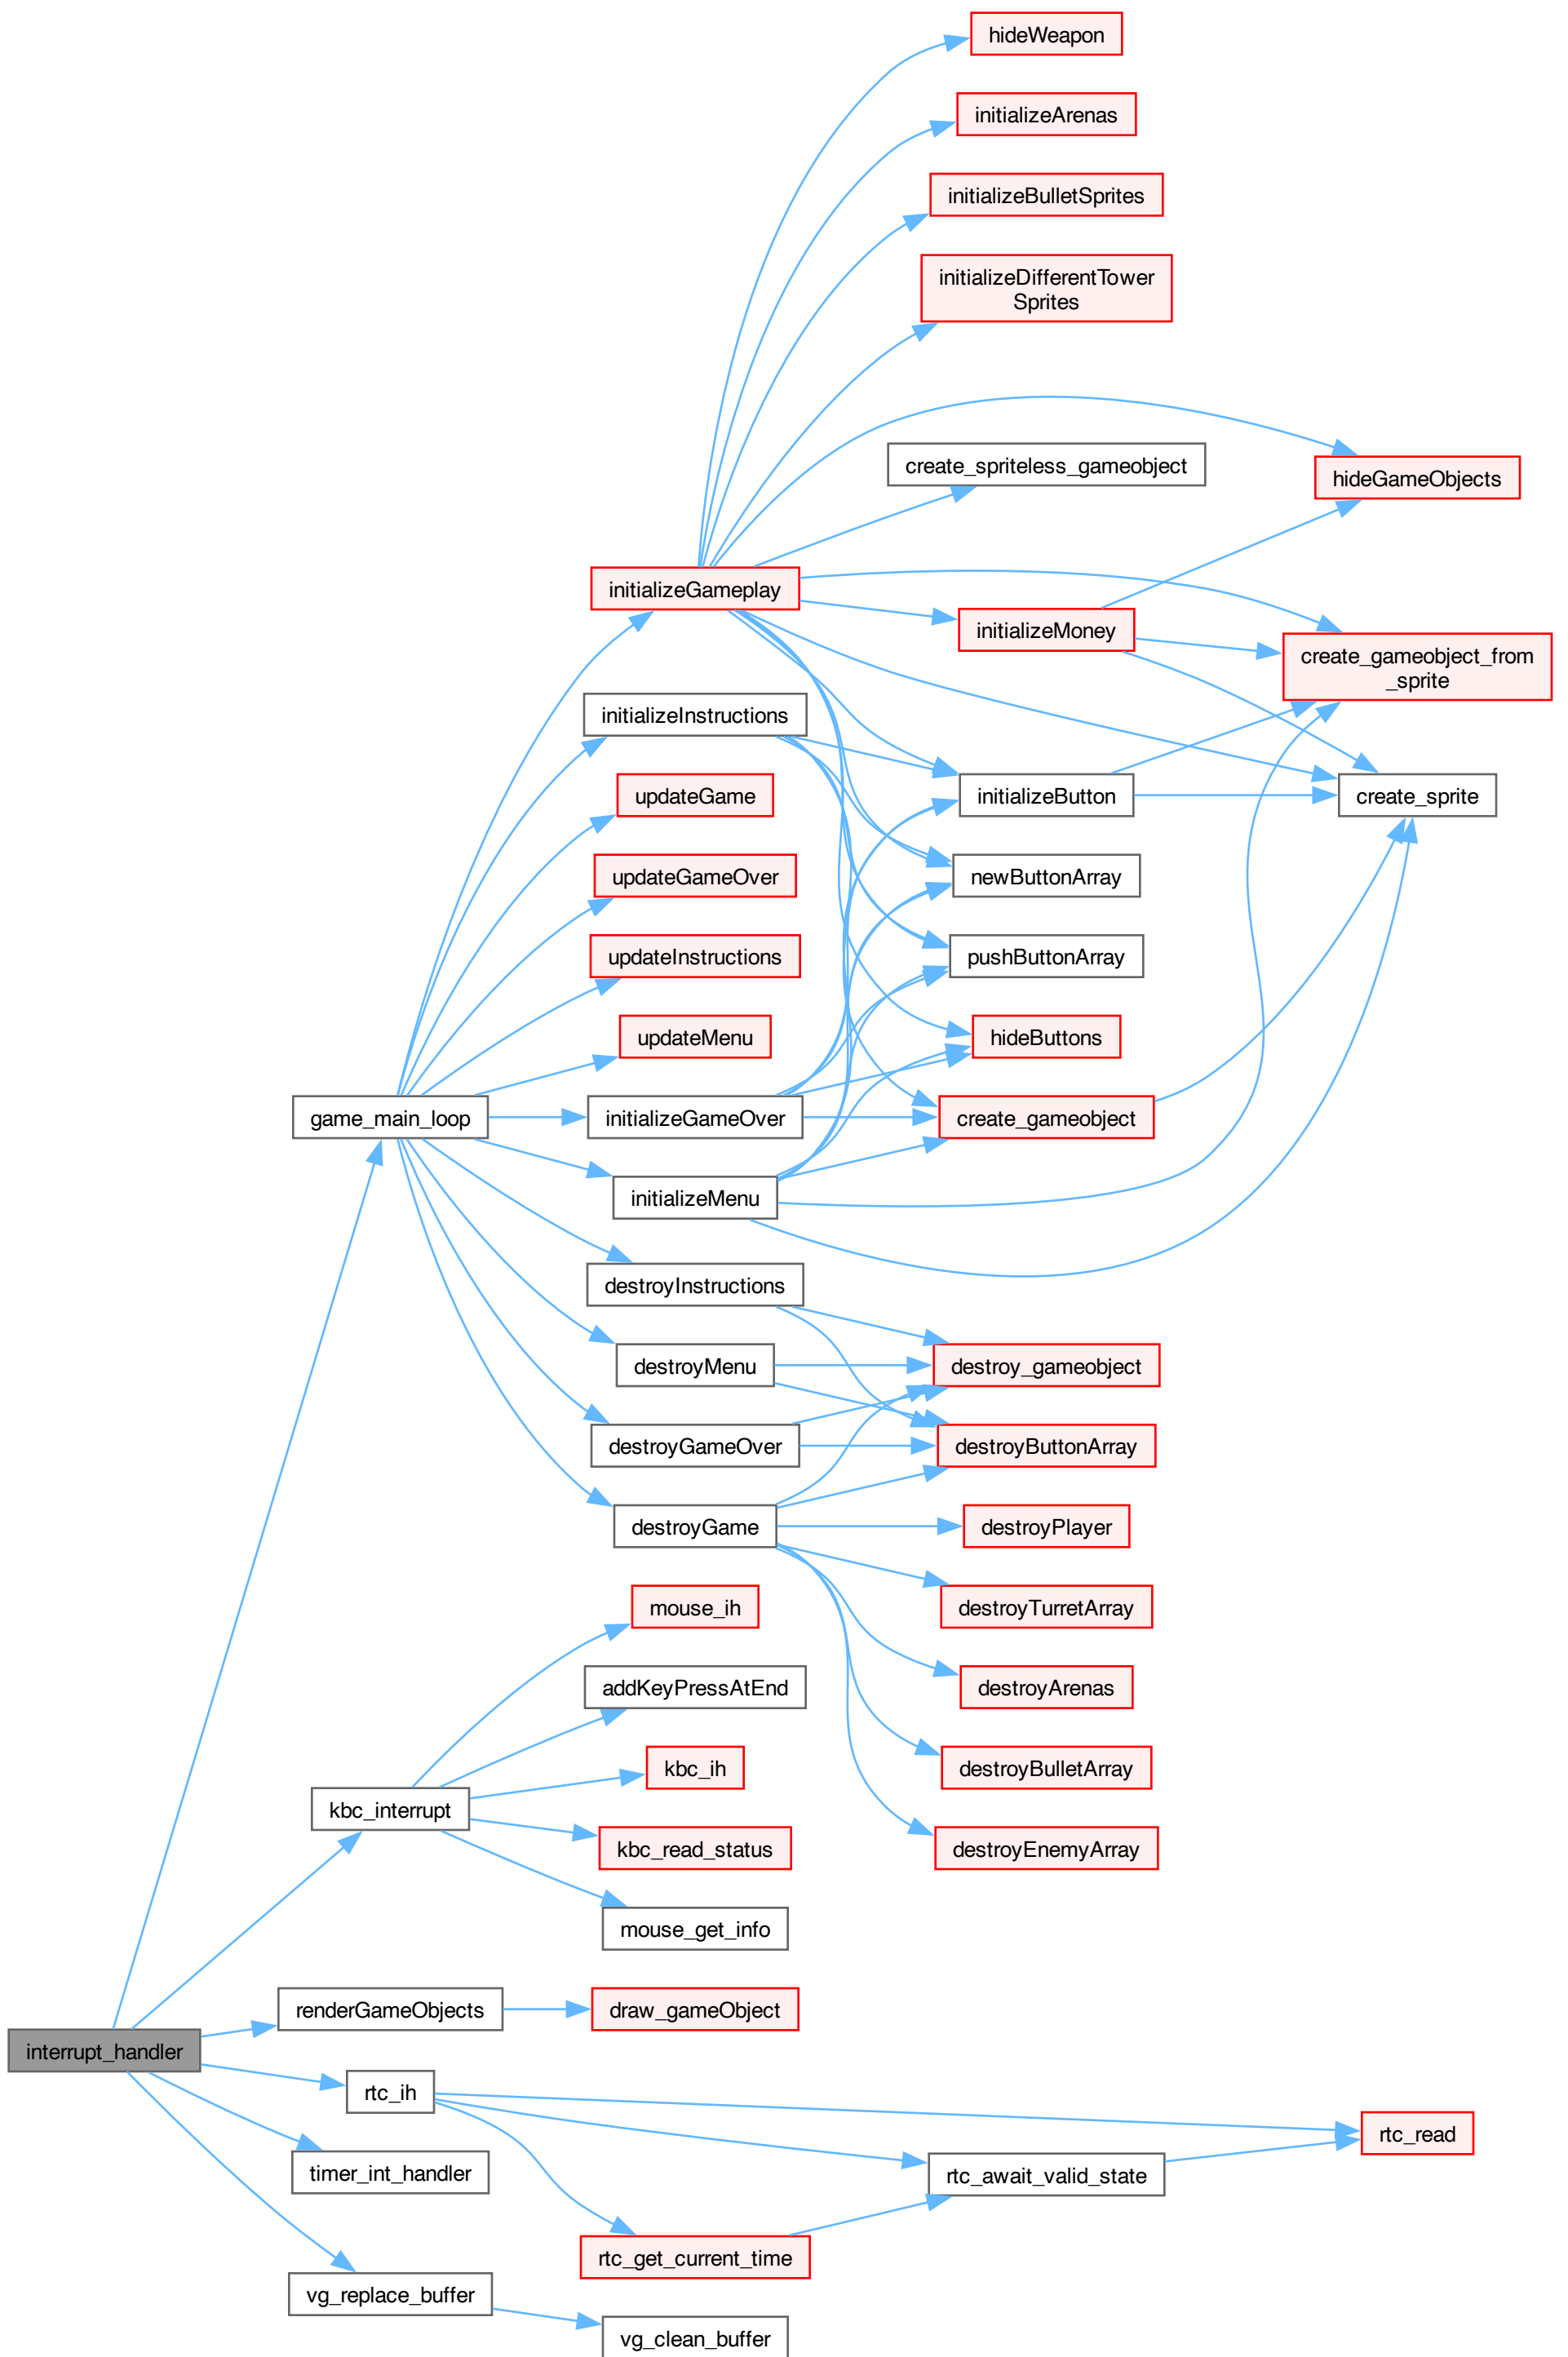 hideWeapon
initializeArenas
initializeBulletSprites
initializeDifferentTower
Sprites
create_spriteless_gameobject
hideGameObjects
initializeGameplay
initializeMoney
create_gameobject_from
_sprite
initializeInstructions
updateGame
initializeButton
create_sprite
updateGameOver
newButtonArray
updateInstructions
pushButtonArray
updateMenu
hideButtons
game_main_loop
initializeGameOver
create_gameobject
initializeMenu
destroyInstructions
destroyMenu
destroy_gameobject
destroyGameOver
destroyButtonArray
destroyGame
destroyPlayer
mouse_ih
destroyTurretArray
addKeyPressAtEnd
destroyArenas
kbc_ih
destroyBulletArray
kbc_interrupt
kbc_read_status
destroyEnemyArray
mouse_get_info
renderGameObjects
draw_gameObject
interrupt_handler
rtc_ih
rtc_read
timer_int_handler
rtc_await_valid_state
rtc_get_current_time
vg_replace_buffer
vg_clean_buffer